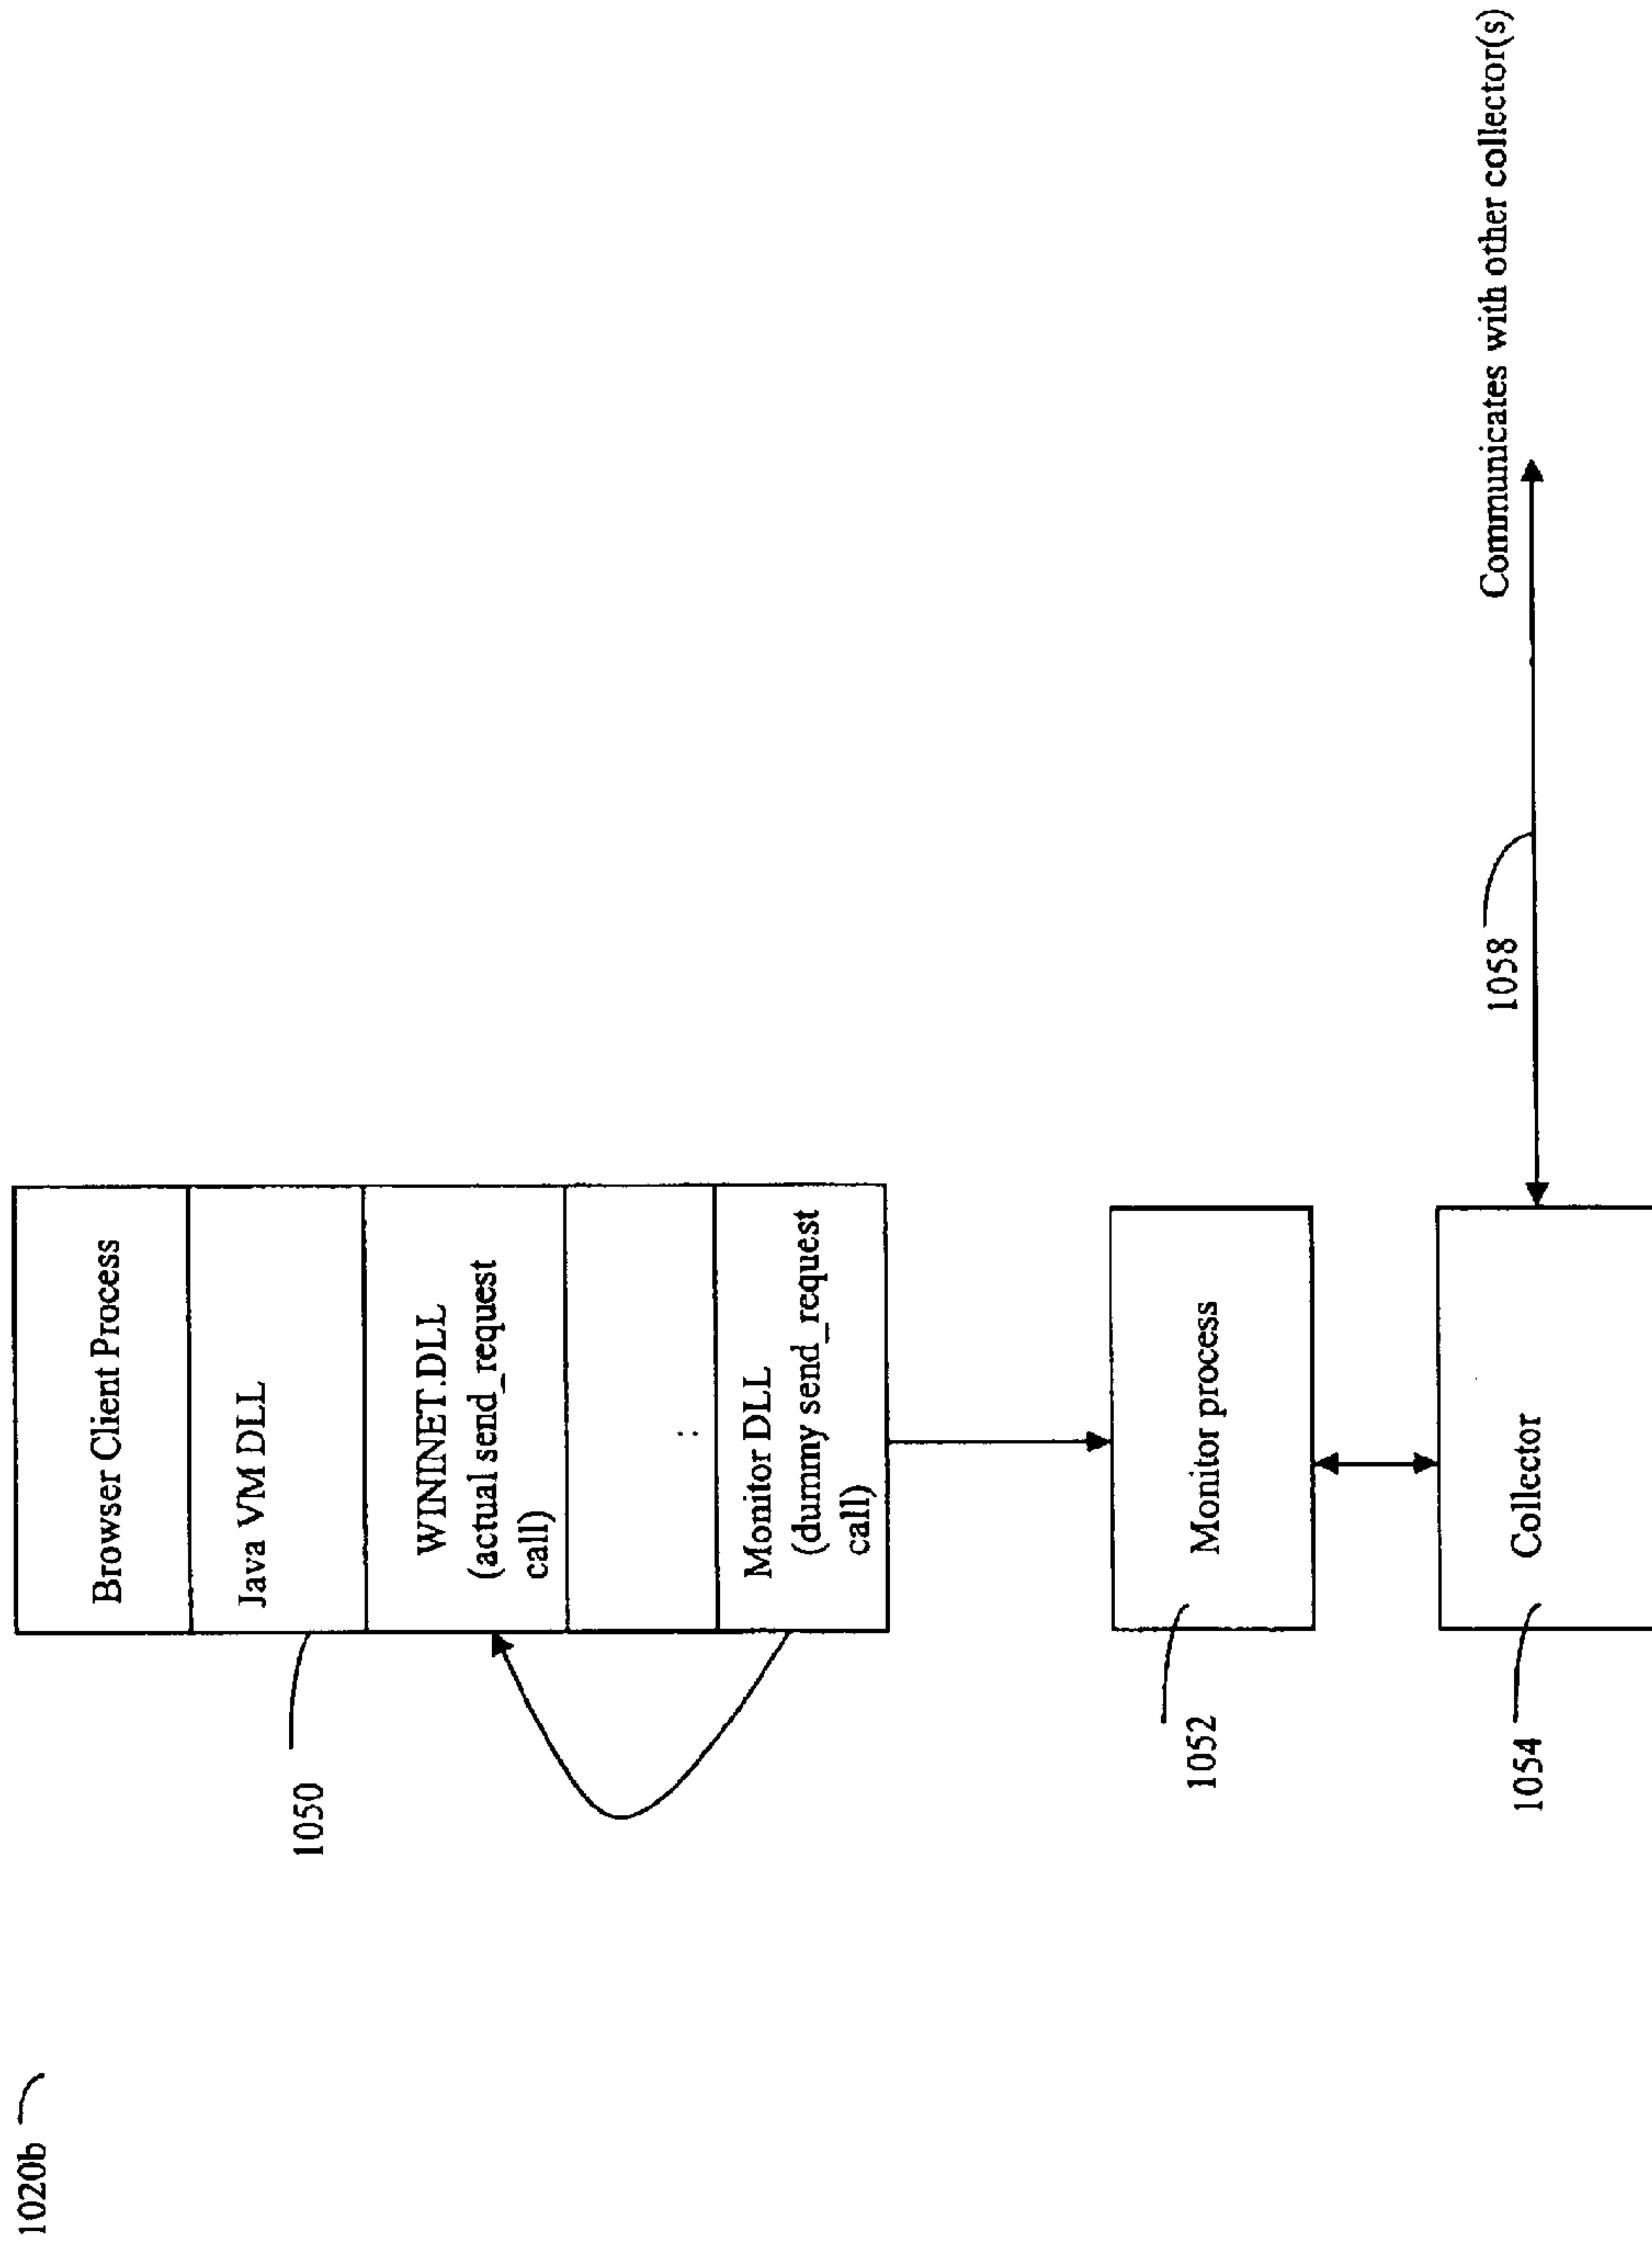 1020b
Browser Client Process
Java VM DLL
1050
WININET.DLL
(actual send_request
call)
:
Monitor DLL
(dummy send_request
call)
Monitor process
1052
Collector
1054
1058
Communicates with other collector(s)